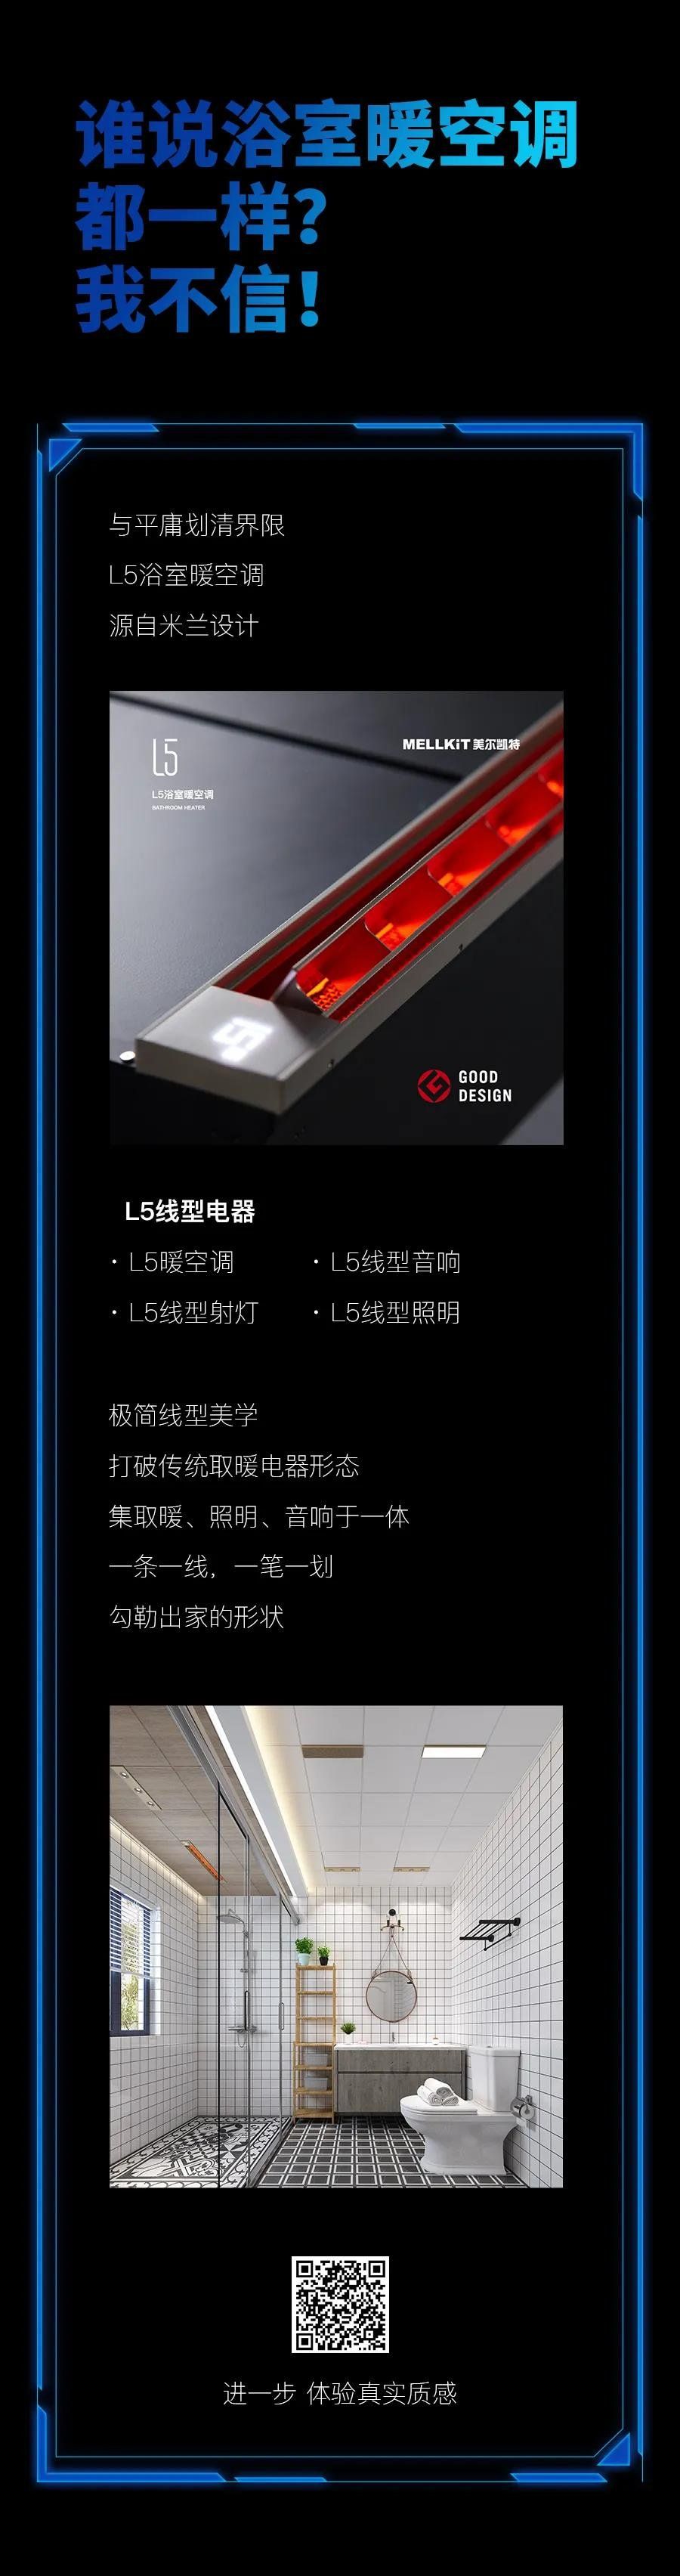 谁说浴室暖空调
都一样?
我不信!
与平庸划清界限
L5浴室暖空调
源自米兰设计
L5
MELLKiT 美尔凯特
L5浴室暖空调
BATHROOM HEATER
GOOD
DESIGN
L5线型电器
· L5暖空调
· L5线型音响
· L5线型射灯
· L5线型照明
极简线型美学
打破传统取暖电器形态
集取暖、照明、音响于一体
一条一线，一笔一划
勾勒出家的形状
进一步 体验真实质感